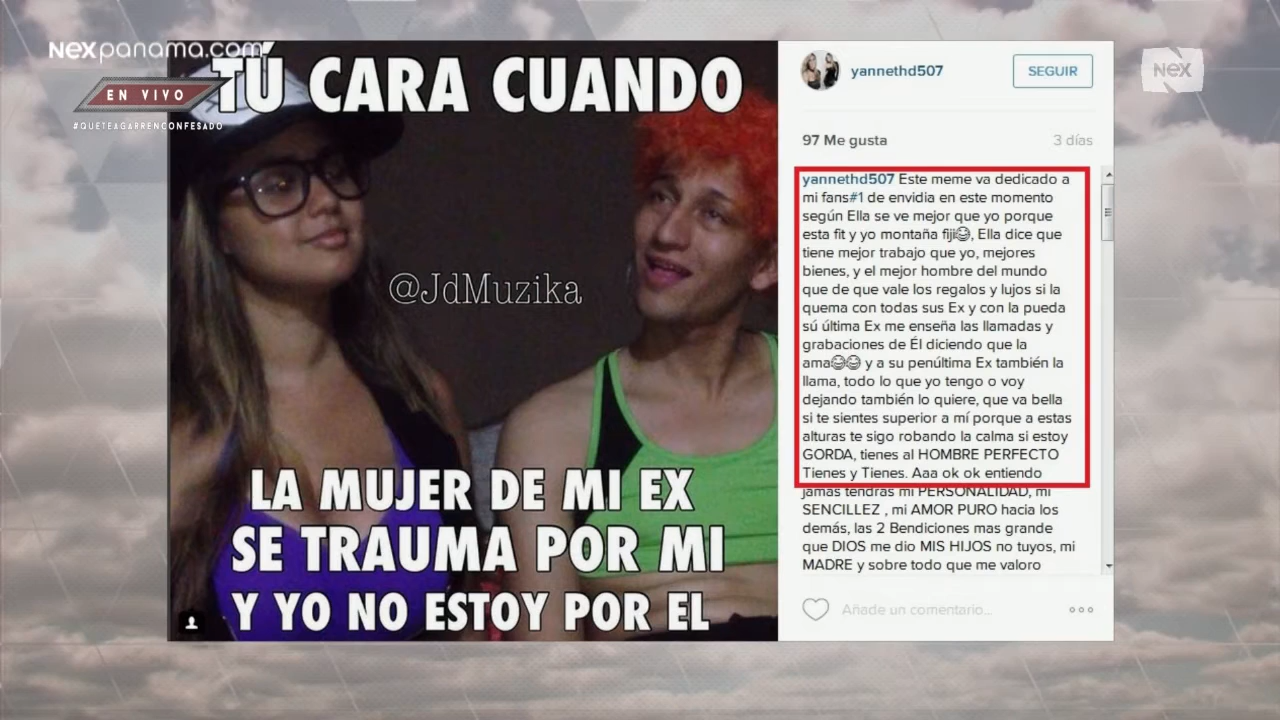 NEXpanama.com
EN VIVO
#QUETEAGARRENCONFESADO
NEX
TÚ CARA CUANDO
@JdMuzika
LA MUJER DE MI EX
SE TRAUMA POR MI
Y YO NO ESTOY POR EL
yannethd507
SEGUIR
97 Me gusta
3 días
yannethd507 Este meme va dedicado a
mi fans#1 de envidia en este momento
según Ella se ve mejor que yo porque
esta fit y yo montaña fiji😂, Ella dice que
tiene mejor trabajo que yo, mejores
bienes, y el mejor hombre del mundo
que de que vale los regalos y lujos si la
quema con todas sus Ex y con la pueda
sú última Ex me enseña las llamadas y
grabaciones de Él diciendo que la
ama😂😂 y a su penúltima Ex también la
llama, todo lo que yo tengo o voy
dejando también lo quiere, que va bella
si te sientes superior a mí porque a estas
alturas te sigo robando la calma si estoy
GORDA, tienes al HOMBRE PERFECTO
Tienes y Tienes. Aaa ok ok entiendo
jamas tendras mi PERSONALIDAD, mi
SENCILLEZ , mi AMOR PURO hacia los
demás, las 2 Bendiciones mas grande
que DIOS me dio MIS HIJOS no tuyos, mi
MADRE y sobre todo que me valoro
Añade un comentario...